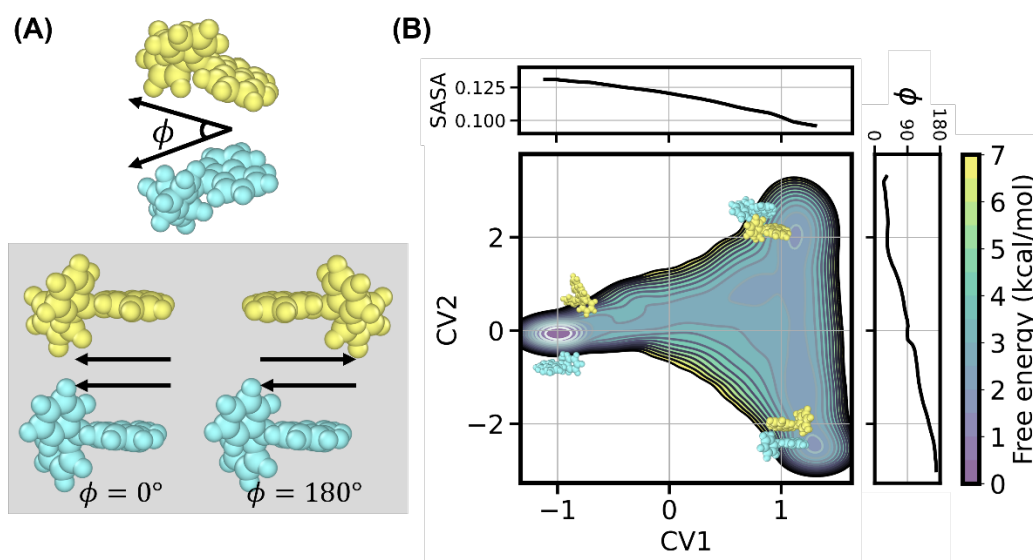 (A)
ϕ
ϕ = 0°
ϕ = 180°
(B)
SASA
0.125
0.100
ϕ
0
90
180
CV2
2
0
−2
−1
0
1
CV1
7
6
5
4
3
2
1
0
Free energy (kcal/mol)